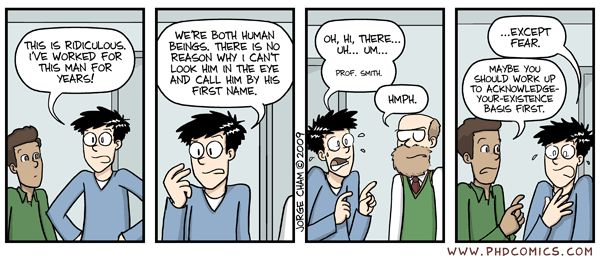 THIS IS RIDICULOUS.
I'VE WORKED FOR
THIS MAN FOR
YEARS!
WE'RE BOTH HUMAN
BEINGS. THERE IS NO
REASON WHY I CAN'T
LOOK HIM IN THE EYE
AND CALL HIM BY HIS
FIRST NAME.
OH, HI, THERE...
UH... UM...
PROF. SMITH.
HMPH.
JORGE CHAM © 2009
...EXCEPT
FEAR.
MAYBE YOU
SHOULD WORK UP
TO ACKNOWLEDGE-
YOUR-EXISTENCE
BASIS FIRST.
WWW.PHDCOMICS.COM